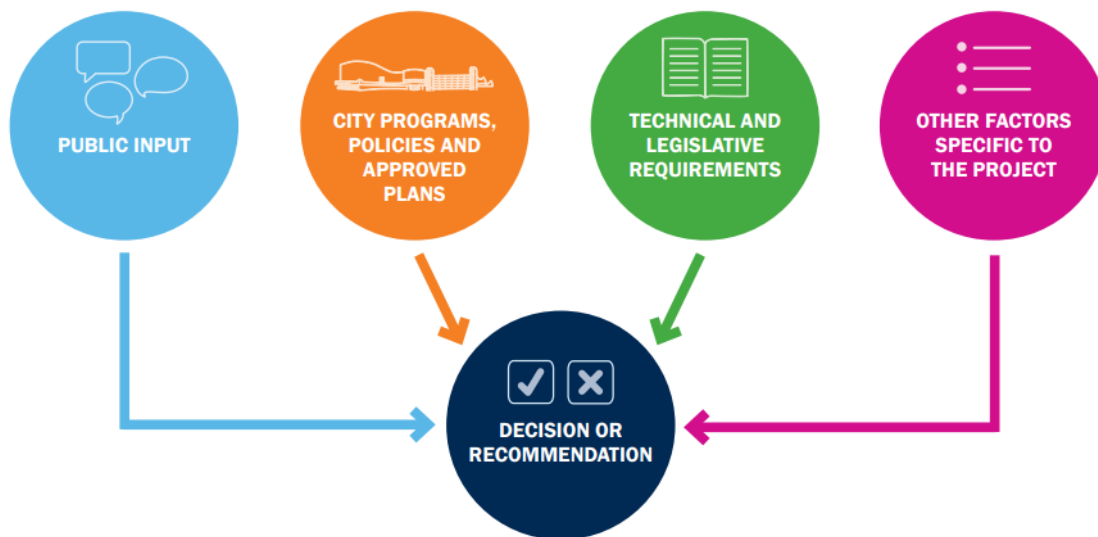 PUBLIC INPUT
CITY PROGRAMS,
POLICIES AND
APPROVED
PLANS
TECHNICAL AND
LEGISLATIVE
REQUIREMENTS
OTHER FACTORS
SPECIFIC TO
THE PROJECT
DECISION OR
RECOMMENDATION